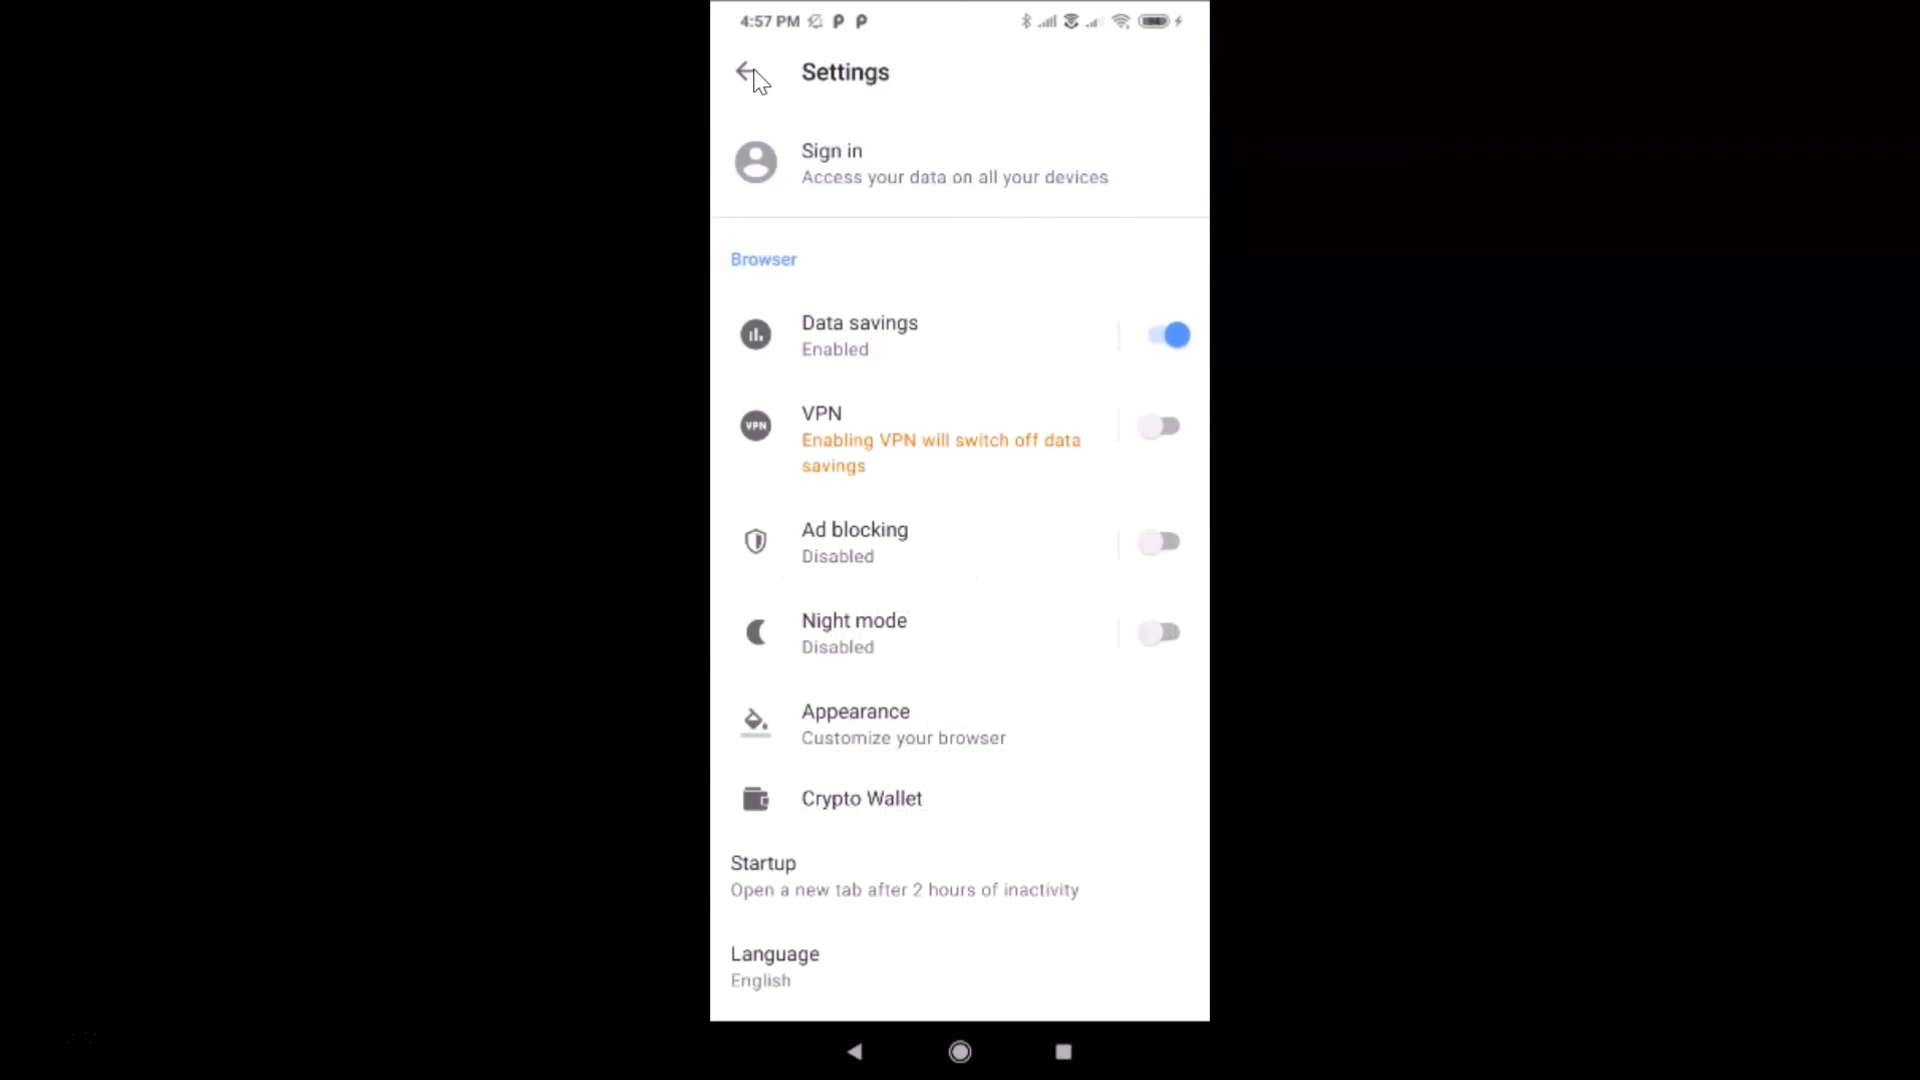 4:57 PM
Settings
Sign in
Access your data on all your devices
Browser
Data savings
Enabled
VPN
VPN
Enabling VPN will switch off data
savings
Ad blocking
Disabled
Night mode
Disabled
Appearance
Customize your browser
Crypto Wallet
Startup
Open a new tab after 2 hours of inactivity
Language
English